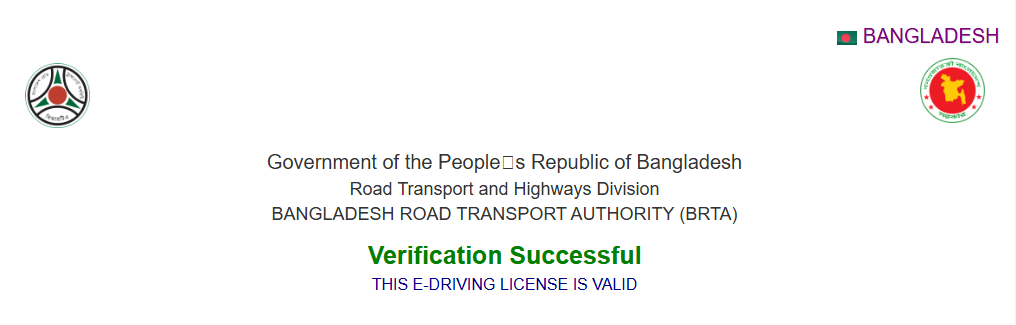 BANGLADESH
Government of the People▯s Republic of Bangladesh
Road Transport and Highways Division
BANGLADESH ROAD TRANSPORT AUTHORITY (BRTA)
Verification Successful
THIS E-DRIVING LICENSE IS VALID